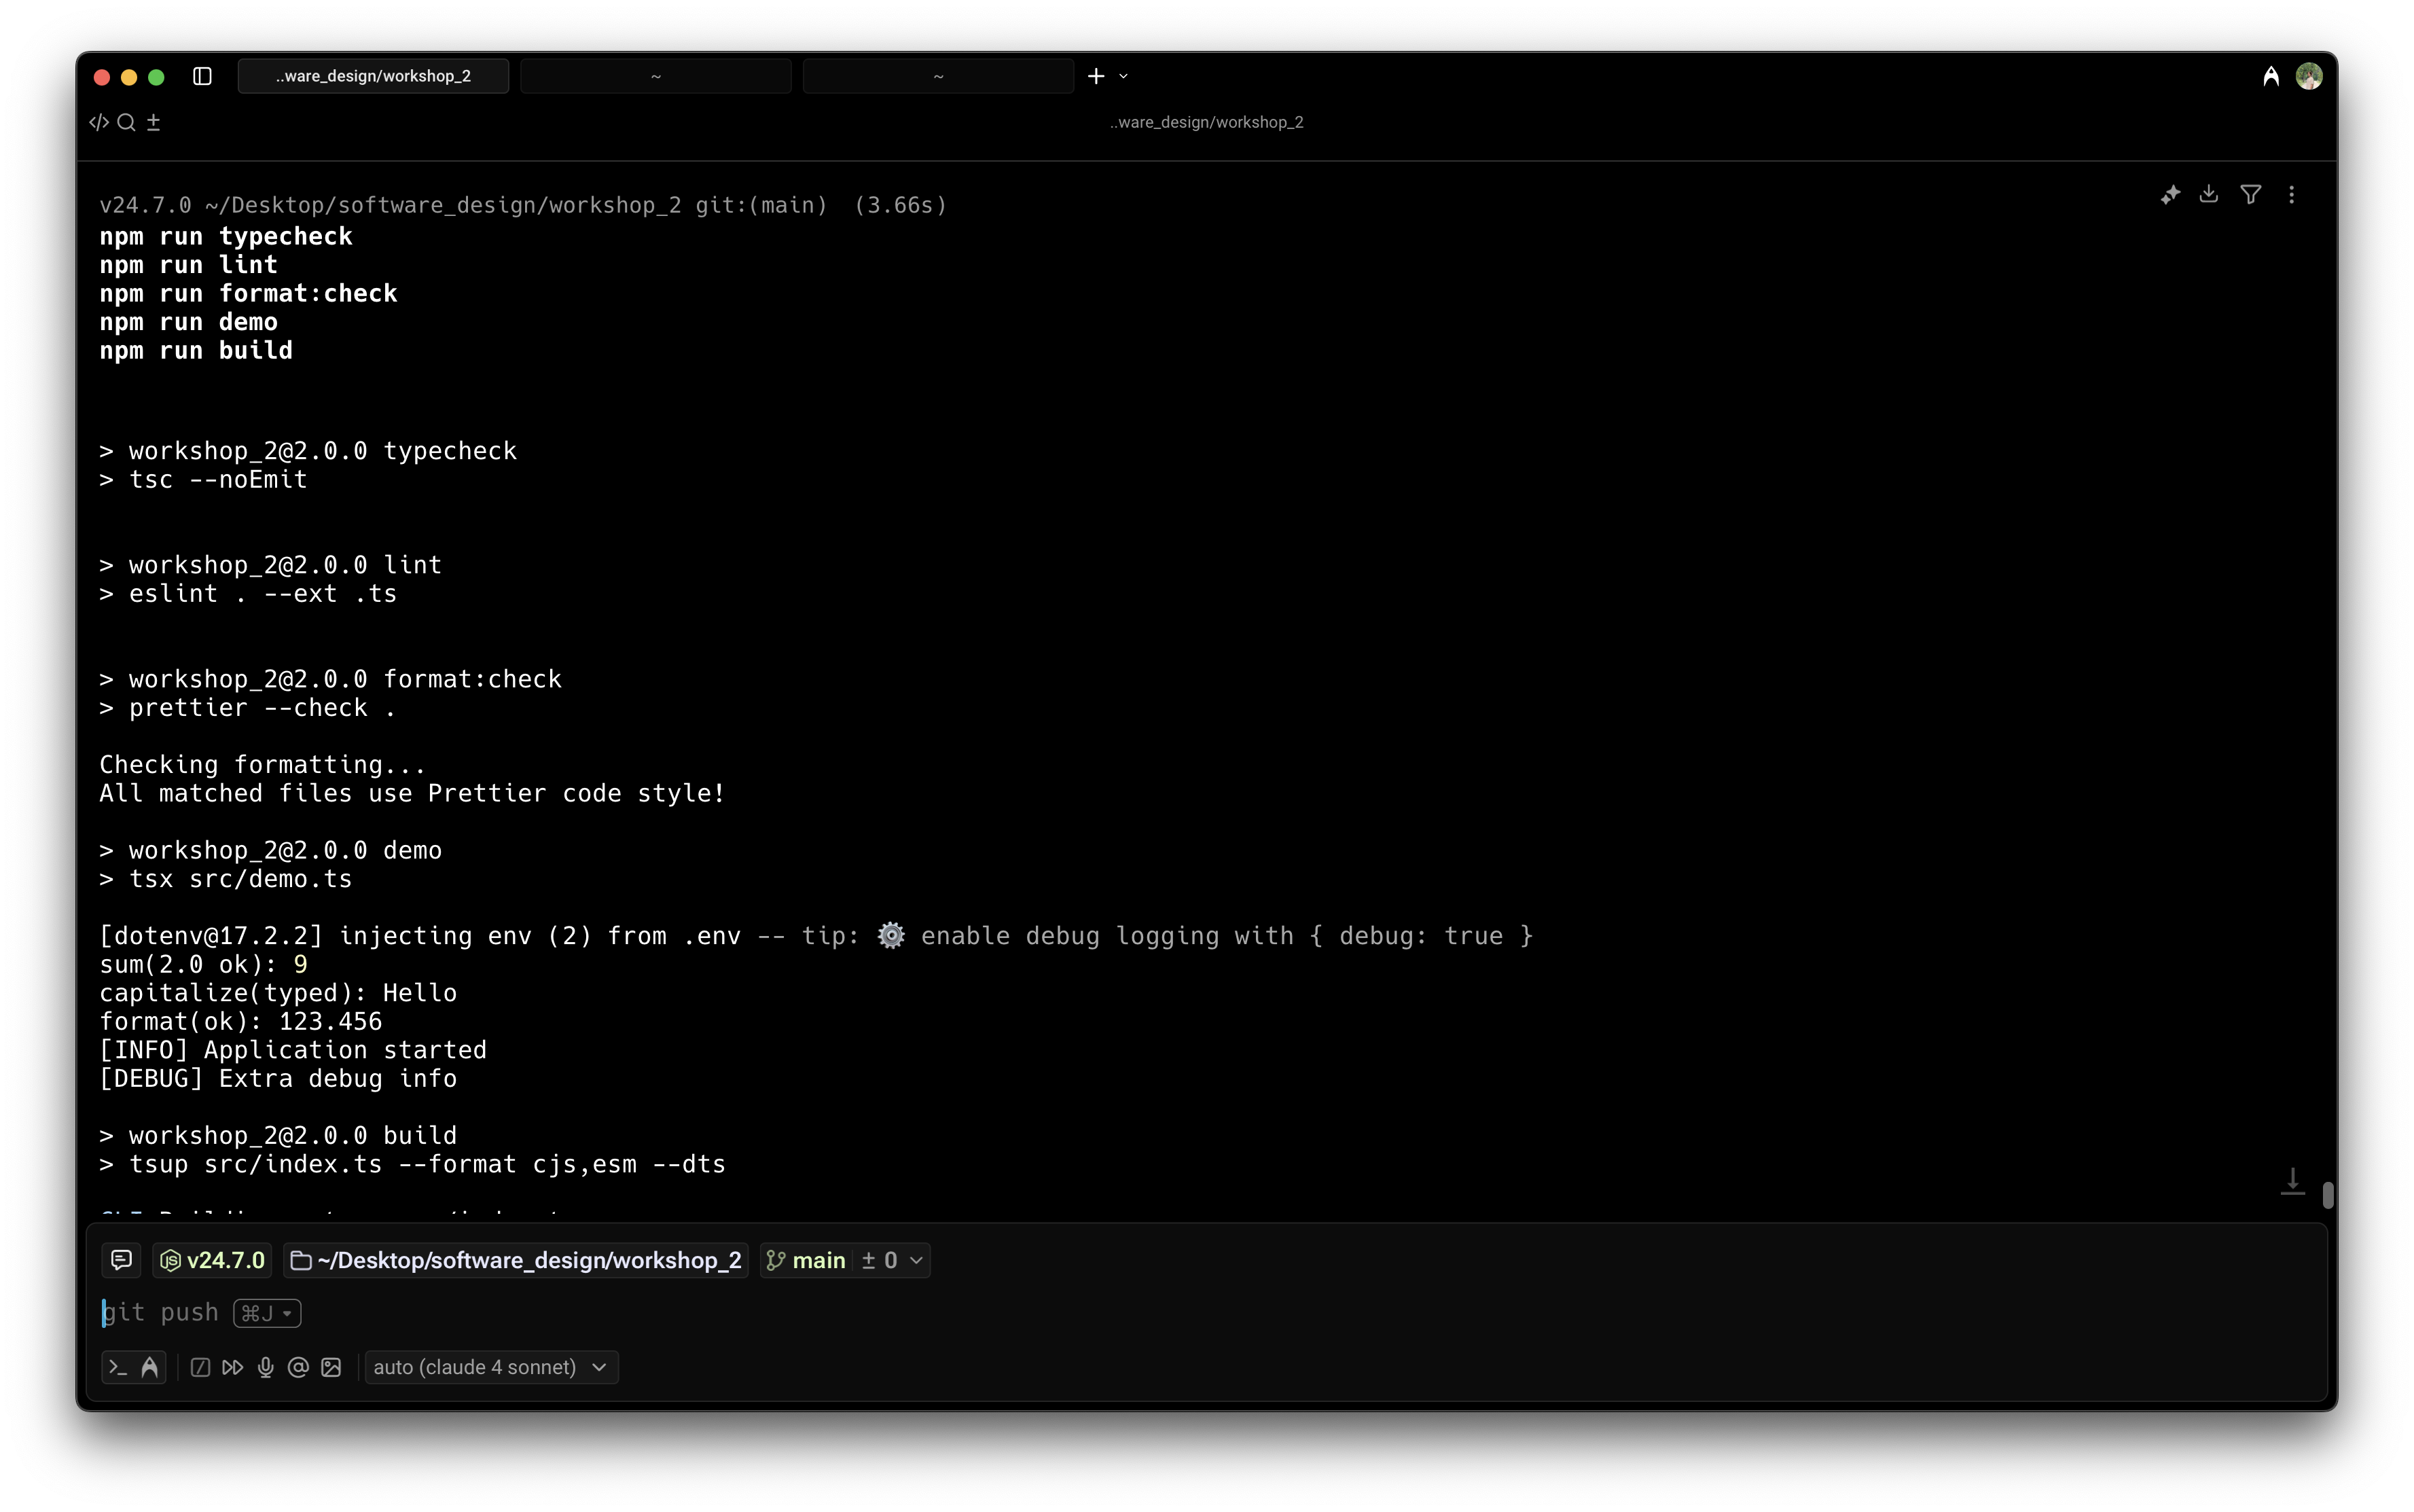 ..ware_design/workshop_2
~
~
..ware_design/workshop_2
v24.7.0 ~/Desktop/software_design/workshop_2 git:(main) (3.66s)
npm run typecheck
npm run lint
npm run format:check
npm run demo
npm run build
> workshop_2@2.0.0 typecheck
> tsc --noEmit
> workshop_2@2.0.0 lint
> eslint . --ext .ts
> workshop_2@2.0.0 format:check
> prettier --check .
Checking formatting...
All matched files use Prettier code style!
> workshop_2@2.0.0 demo
> tsx src/demo.ts
[dotenv@17.2.2] injecting env (2) from .env -- tip: ⚙️ enable debug logging with { debug: true }
sum(2.0 ok): 9
capitalize(typed): Hello
format(ok): 123.456
[INFO] Application started
[DEBUG] Extra debug info
> workshop_2@2.0.0 build
> tsup src/index.ts --format cjs,esm --dts
v24.7.0 ~/Desktop/software_design/workshop_2 main ± 0
git push ⌘J
auto (claude 4 sonnet)